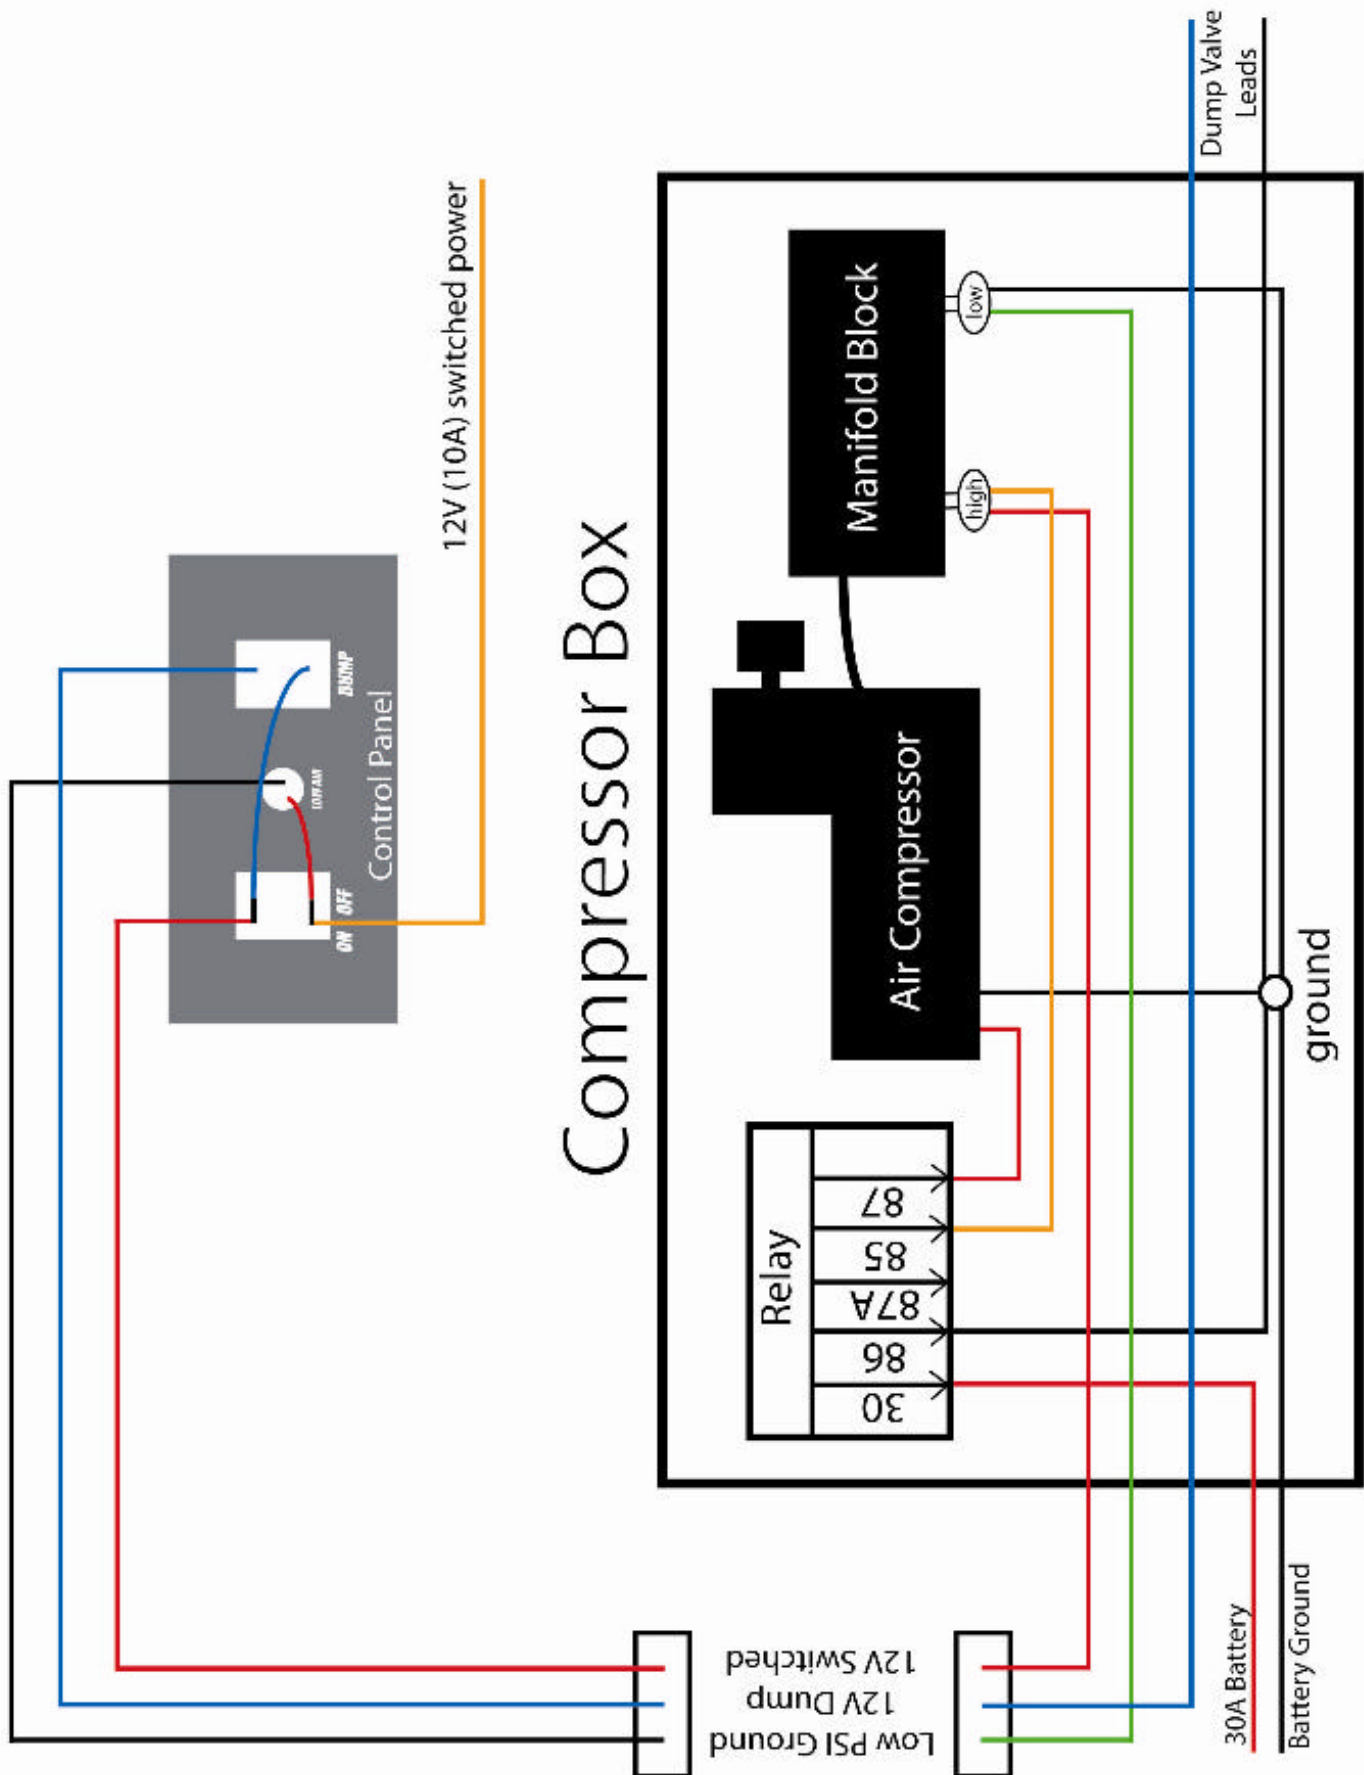 Control Panel
ON OFF
DUMP
12V (10A) switched power
Compressor Box
Relay
30
86
87A
85
87
Air Compressor
Manifold Block
high
low
Dump Valve
Leads
ground
12V Switched
12V Dump
Low PSI Ground
30A Battery
Battery Ground